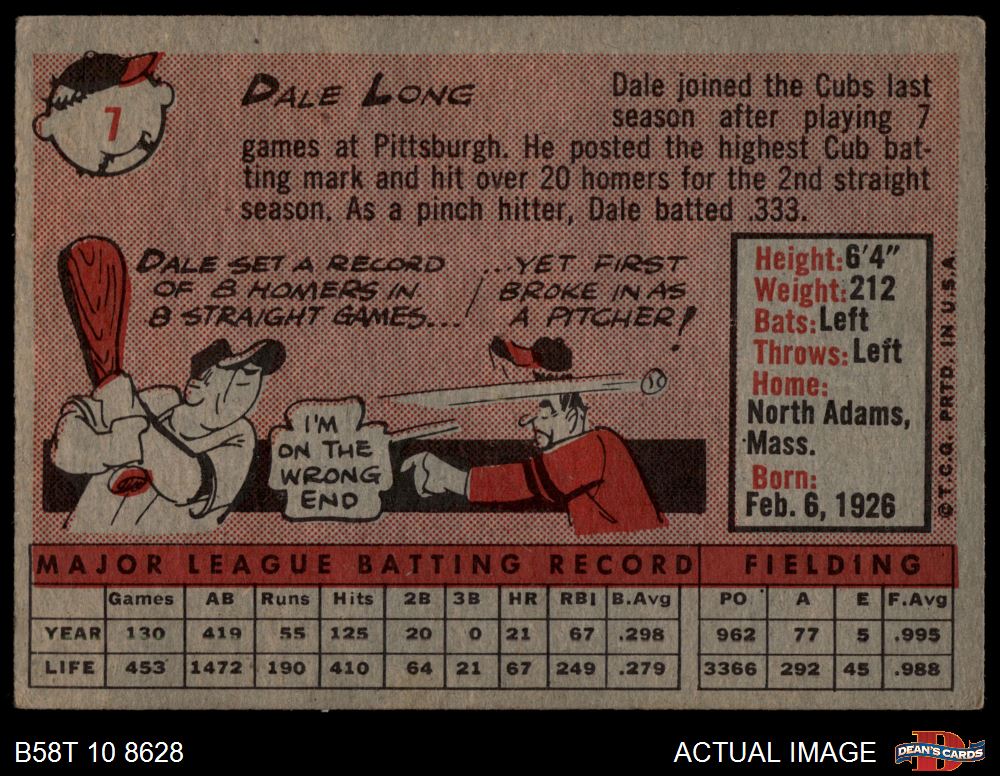 7
DALE LONG
Dale joined the Cubs last
season after playing 7
games at Pittsburgh. He posted the highest Cub bat-
ting mark and hit over 20 homers for the 2nd straight
season. As a pinch hitter, Dale batted .333.
DALE SET A RECORD
OF 8 HOMERS IN
8 STRAIGHT GAMES...
...YET FIRST
BROKE IN AS
A PITCHER!
I'M
ON THE
WRONG
END
Height: 6'4"
Weight: 212
Bats: Left
Throws: Left
Home:
North Adams,
Mass.
Born:
Feb. 6, 1926
© T.C.G. PRTD. IN U.S.A.
MAJOR LEAGUE BATTING RECORD FIELDING
Games AB Runs Hits 2B 3B HR RBI B.Avg PO A E F.Avg
YEAR 130 419 55 125 20 0 21 67 .298 962 77 5 .995
LIFE 453 1472 190 410 64 21 67 249 .279 3366 292 45 .988
B58T 10 8628
ACTUAL IMAGE
D
DEAN'S CARDS